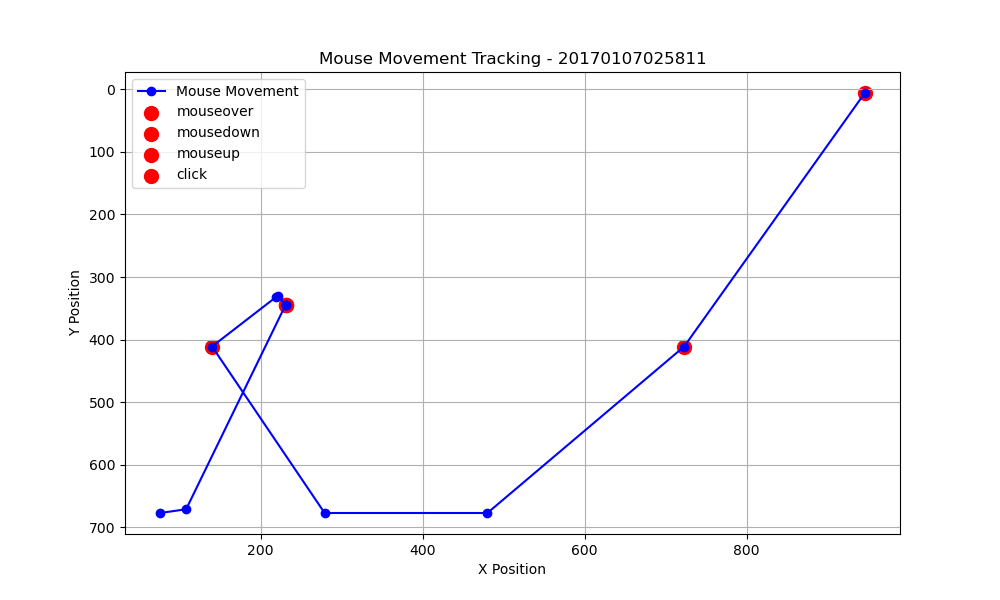 Mouse Movement Tracking - 20170107025811
Mouse Movement
mouseover
mousedown
mouseup
click
Y Position
0
100
200
300
400
500
600
700
200
400
600
800
X Position